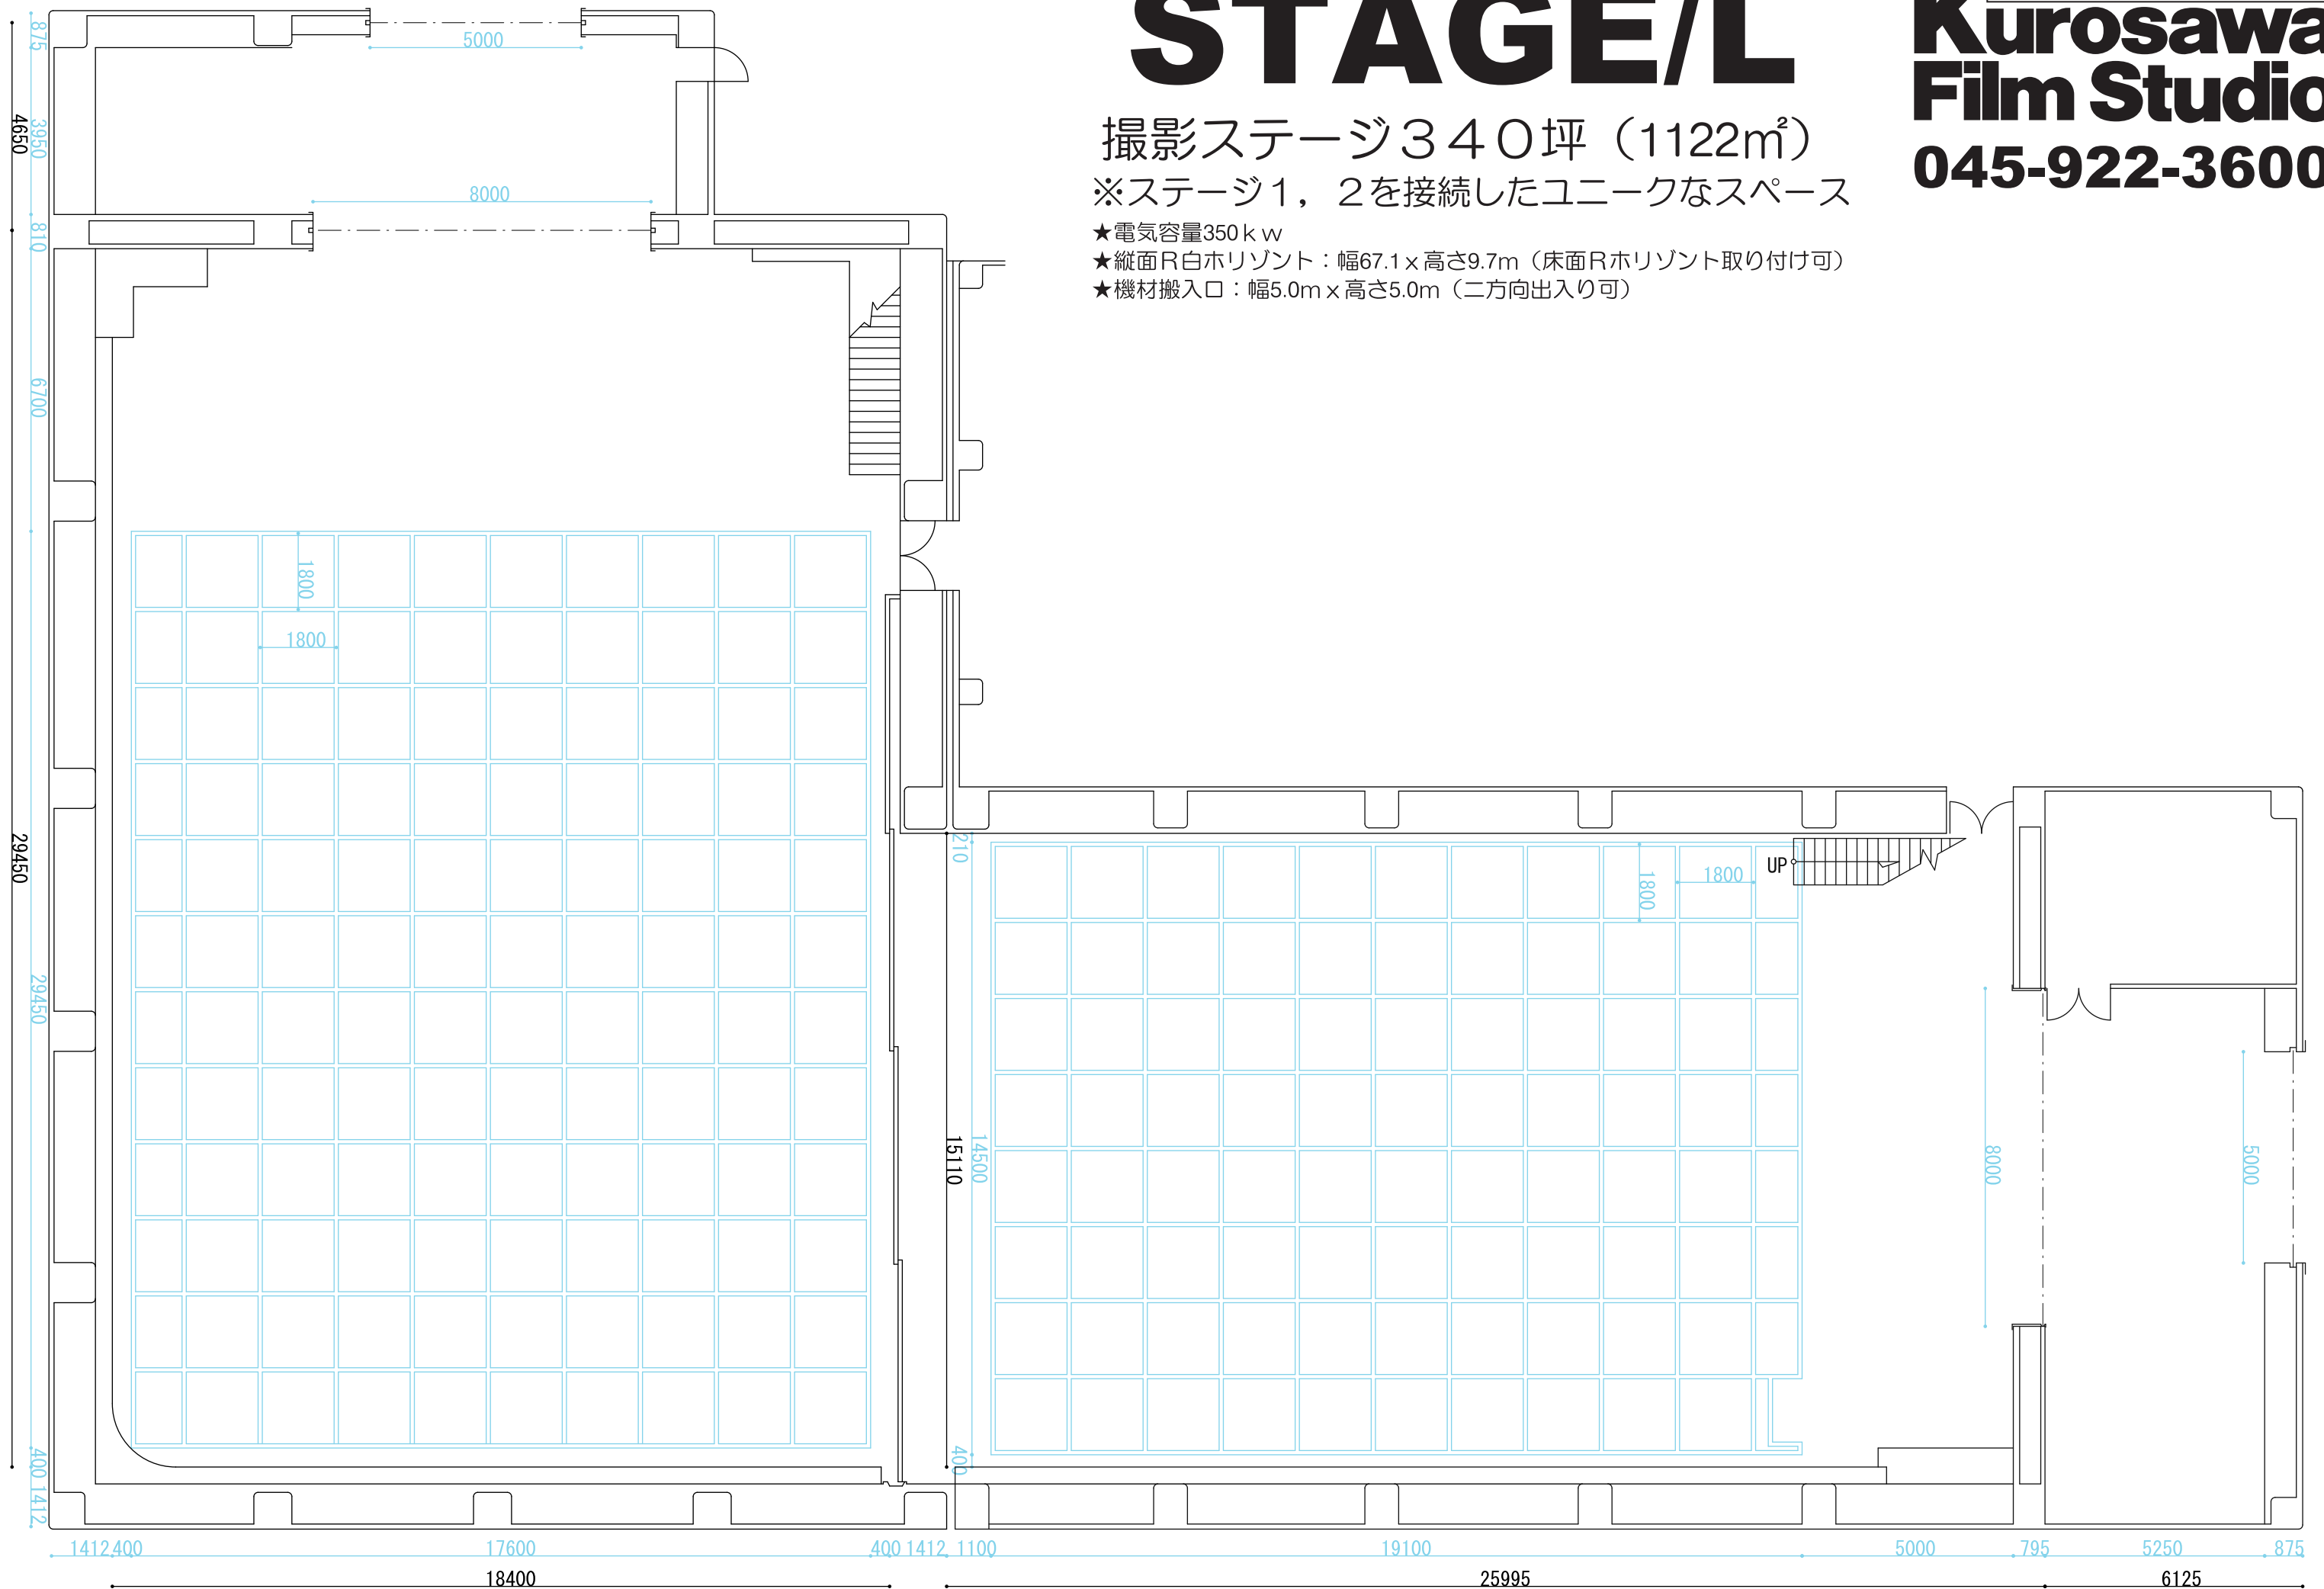 STAGE/L
Kurosawa
Film Studio
045-922-3600
撮影ステージ340坪（1122㎡）
※ステージ1，2を接続したユニークなスペース
★電気容量350ｋｗ
★縦面Ｒ白ホリゾント：幅67.1ｘ高さ9.7ｍ（床面Ｒホリゾント取り付け可）
★機材搬入口：幅5.0ｍｘ高さ5.0ｍ（二方向出入り可）
875
5000
4650
3950
8000
810
6700
1800
1800
29450
29450
210
UP
1800
1800
15110
14500
8000
5000
400
400
1412
1412 400 17600 400 1412 1100 19100 5000 795 5250 875
18400 25995 6125